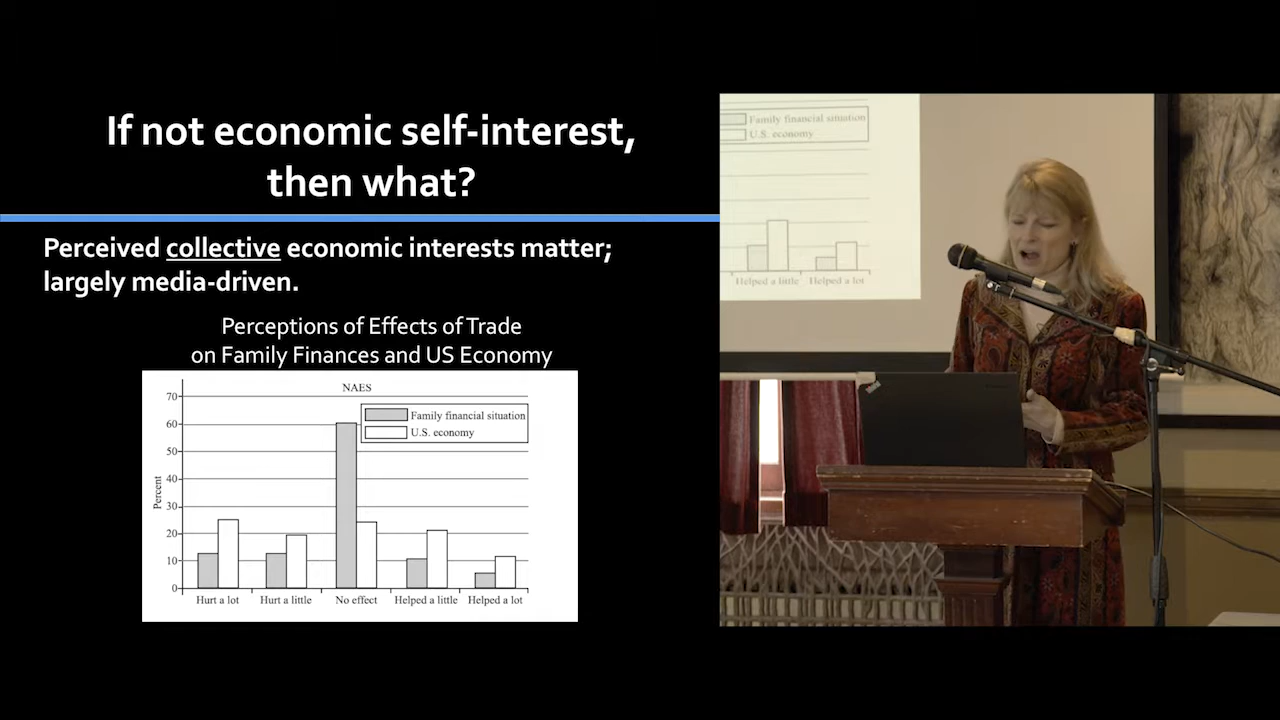 If not economic self-interest,
then what?
Perceived collective economic interests matter;
largely media-driven.
Perceptions of Effects of Trade
on Family Finances and US Economy
NAES
Family financial situation
U.S. economy
Percent
70
60
50
40
30
20
10
0
Hurt a lot
Hurt a little
No effect
Helped a little
Helped a lot
Family financial situation
U.S. economy
Helped a little
Helped a lot